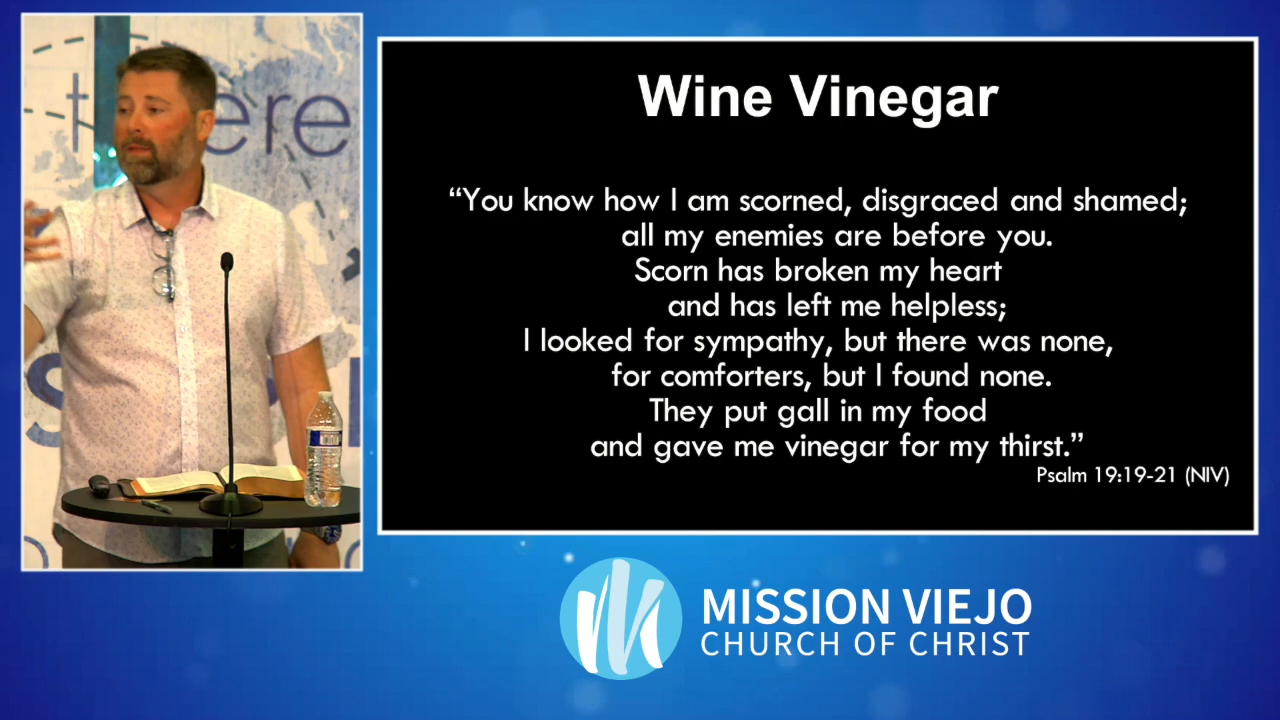 there
Wine Vinegar
“You know how I am scorned, disgraced and shamed;
all my enemies are before you.
Scorn has broken my heart
and has left me helpless;
I looked for sympathy, but there was none,
for comforters, but I found none.
They put gall in my food
and gave me vinegar for my thirst.”
Psalm 19:19-21 (NIV)
MISSION VIEJO
CHURCH OF CHRIST